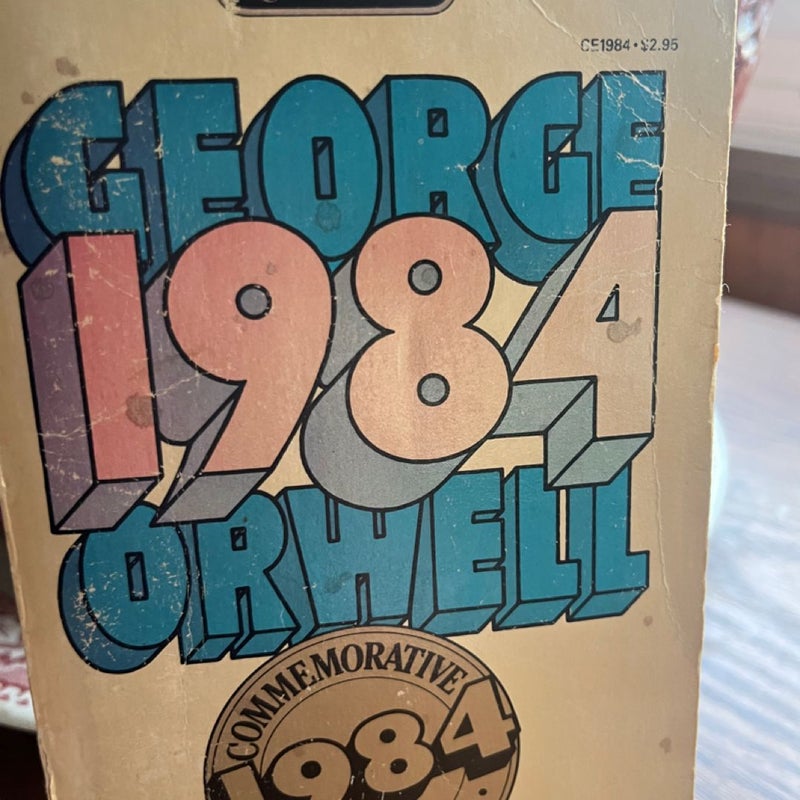 CE1984 • $2.95
GEORGE
1984
ORWELL
COMMEMORATIVE
1984